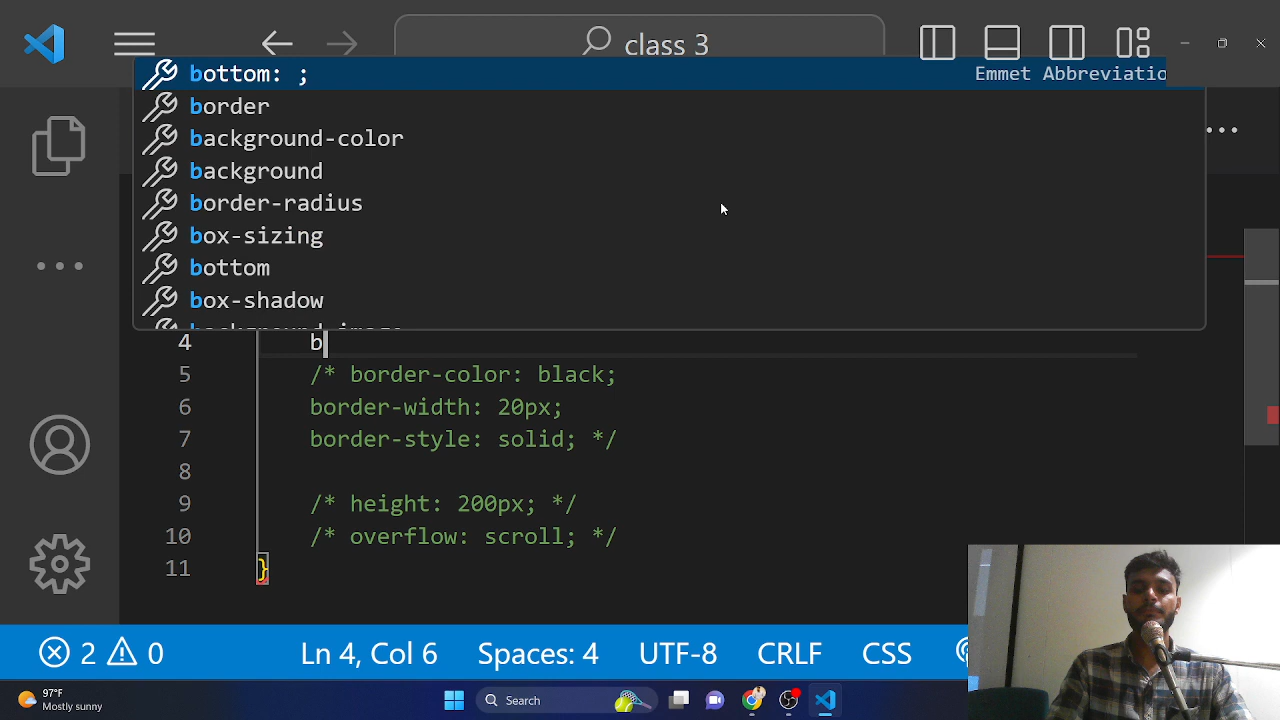 class 3
bottom: ;
Emmet Abbreviatio
border
background-color
background
border-radius
box-sizing
bottom
box-shadow
background-image
4 b
5 /* border-color: black;
6 border-width: 20px;
7 border-style: solid; */
8
9 /* height: 200px; */
10 /* overflow: scroll; */
11 }
2 0 Ln 4, Col 6 Spaces: 4 UTF-8 CRLF CSS
97°F
Mostly sunny
Search